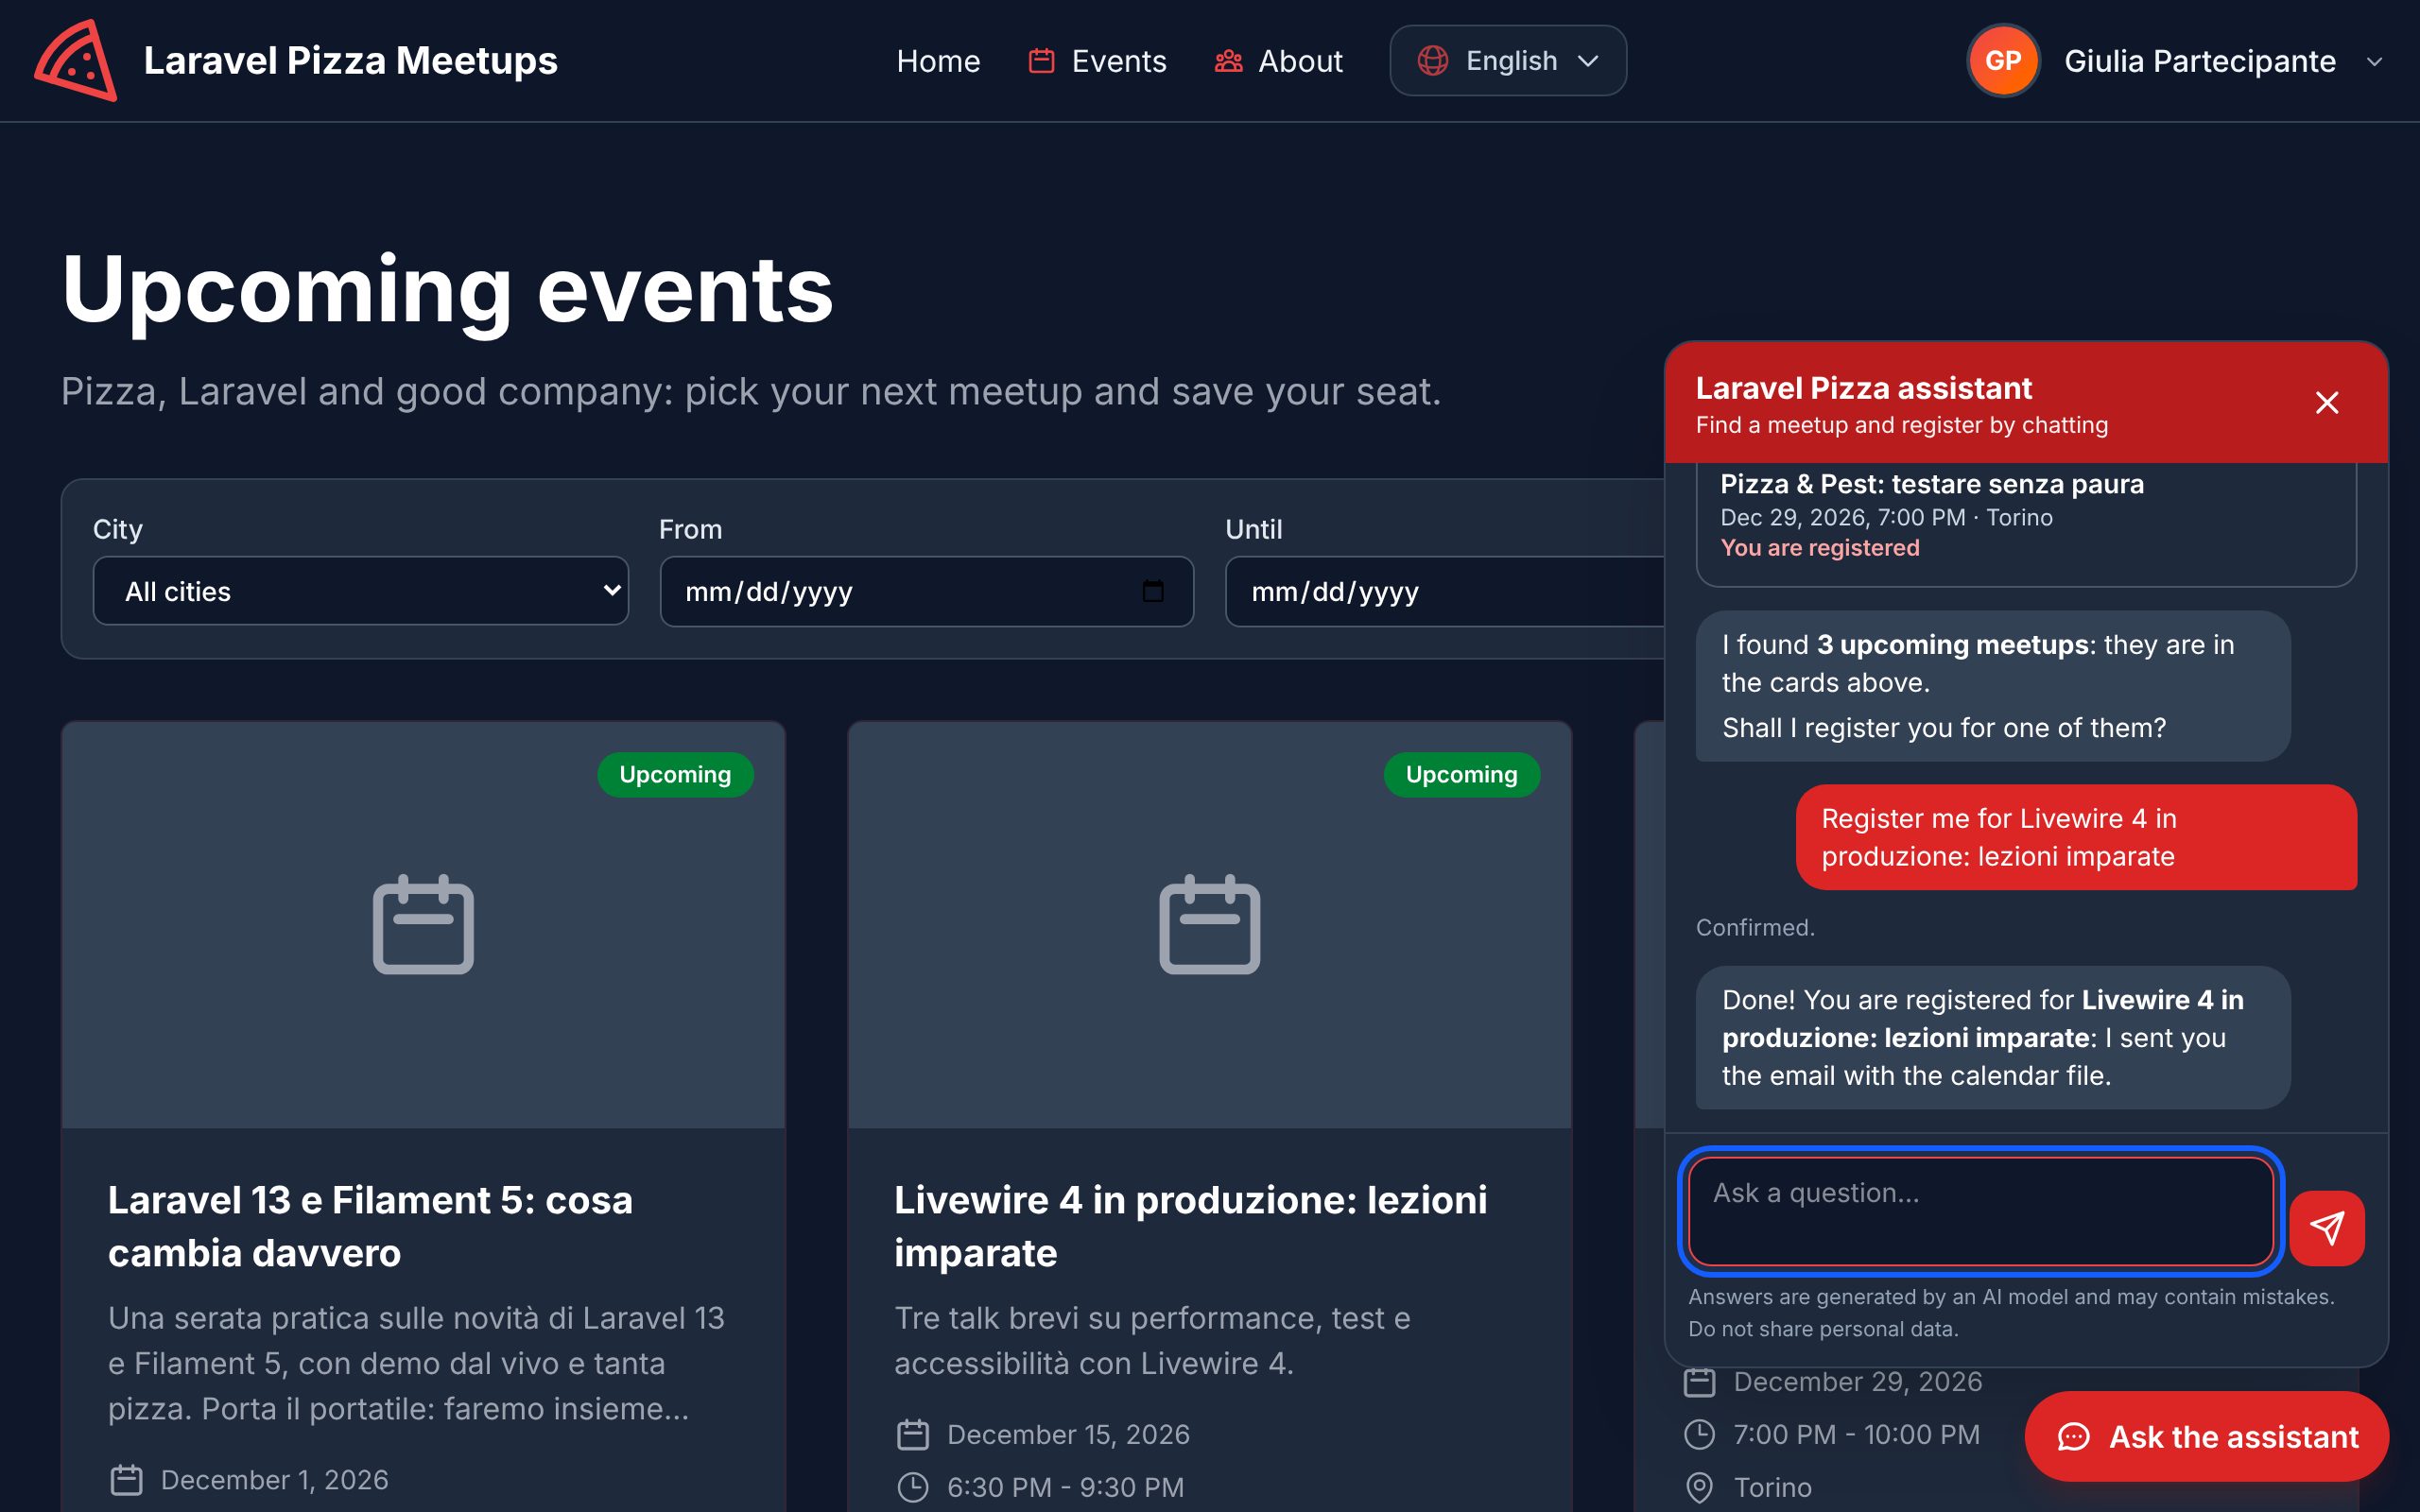 Laravel Pizza Meetups
Home
Events
About
English
GP
Giulia Partecipante
Upcoming events
Pizza, Laravel and good company: pick your next meetup and save your seat.
City
From
Until
All cities
mm/dd/yyyy
mm/dd/yyyy
Upcoming
Laravel 13 e Filament 5: cosa
cambia davvero
Una serata pratica sulle novità di Laravel 13
e Filament 5, con demo dal vivo e tanta
pizza. Porta il portatile: faremo insieme...
December 1, 2026
Upcoming
Livewire 4 in produzione: lezioni
imparate
Tre talk brevi su performance, test e
accessibilità con Livewire 4.
December 15, 2026
6:30 PM - 9:30 PM
December 29, 2026
7:00 PM - 10:00 PM
Torino
Laravel Pizza assistant
Find a meetup and register by chatting
Pizza & Pest: testare senza paura
Dec 29, 2026, 7:00 PM · Torino
You are registered
I found 3 upcoming meetups: they are in
the cards above.
Shall I register you for one of them?
Register me for Livewire 4 in
produzione: lezioni imparate
Confirmed.
Done! You are registered for Livewire 4 in
produzione: lezioni imparate: I sent you
the email with the calendar file.
Ask a question...
Answers are generated by an AI model and may contain mistakes.
Do not share personal data.
Ask the assistant